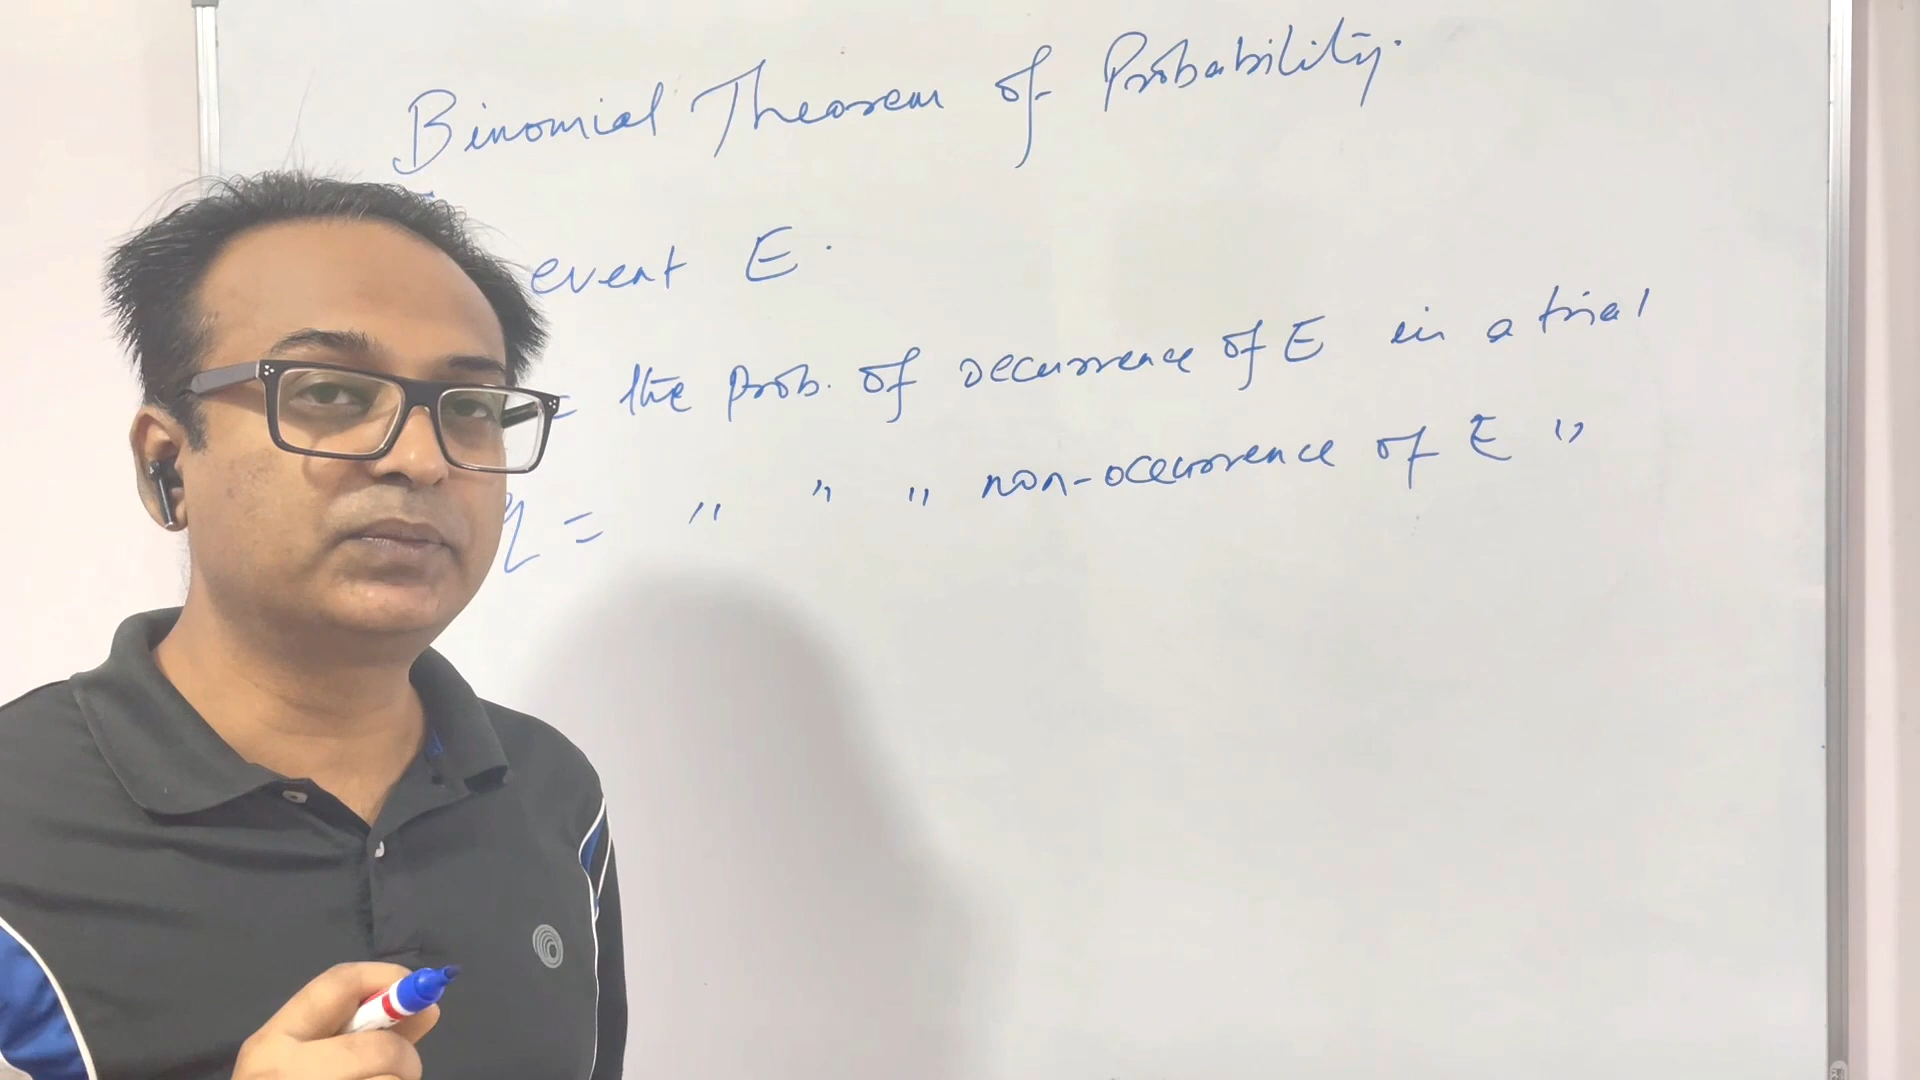 Binomial Theorem of Probability.
event E.
= the prob. of occurrence of E in a trial
q = " " " non-occurrence of E "